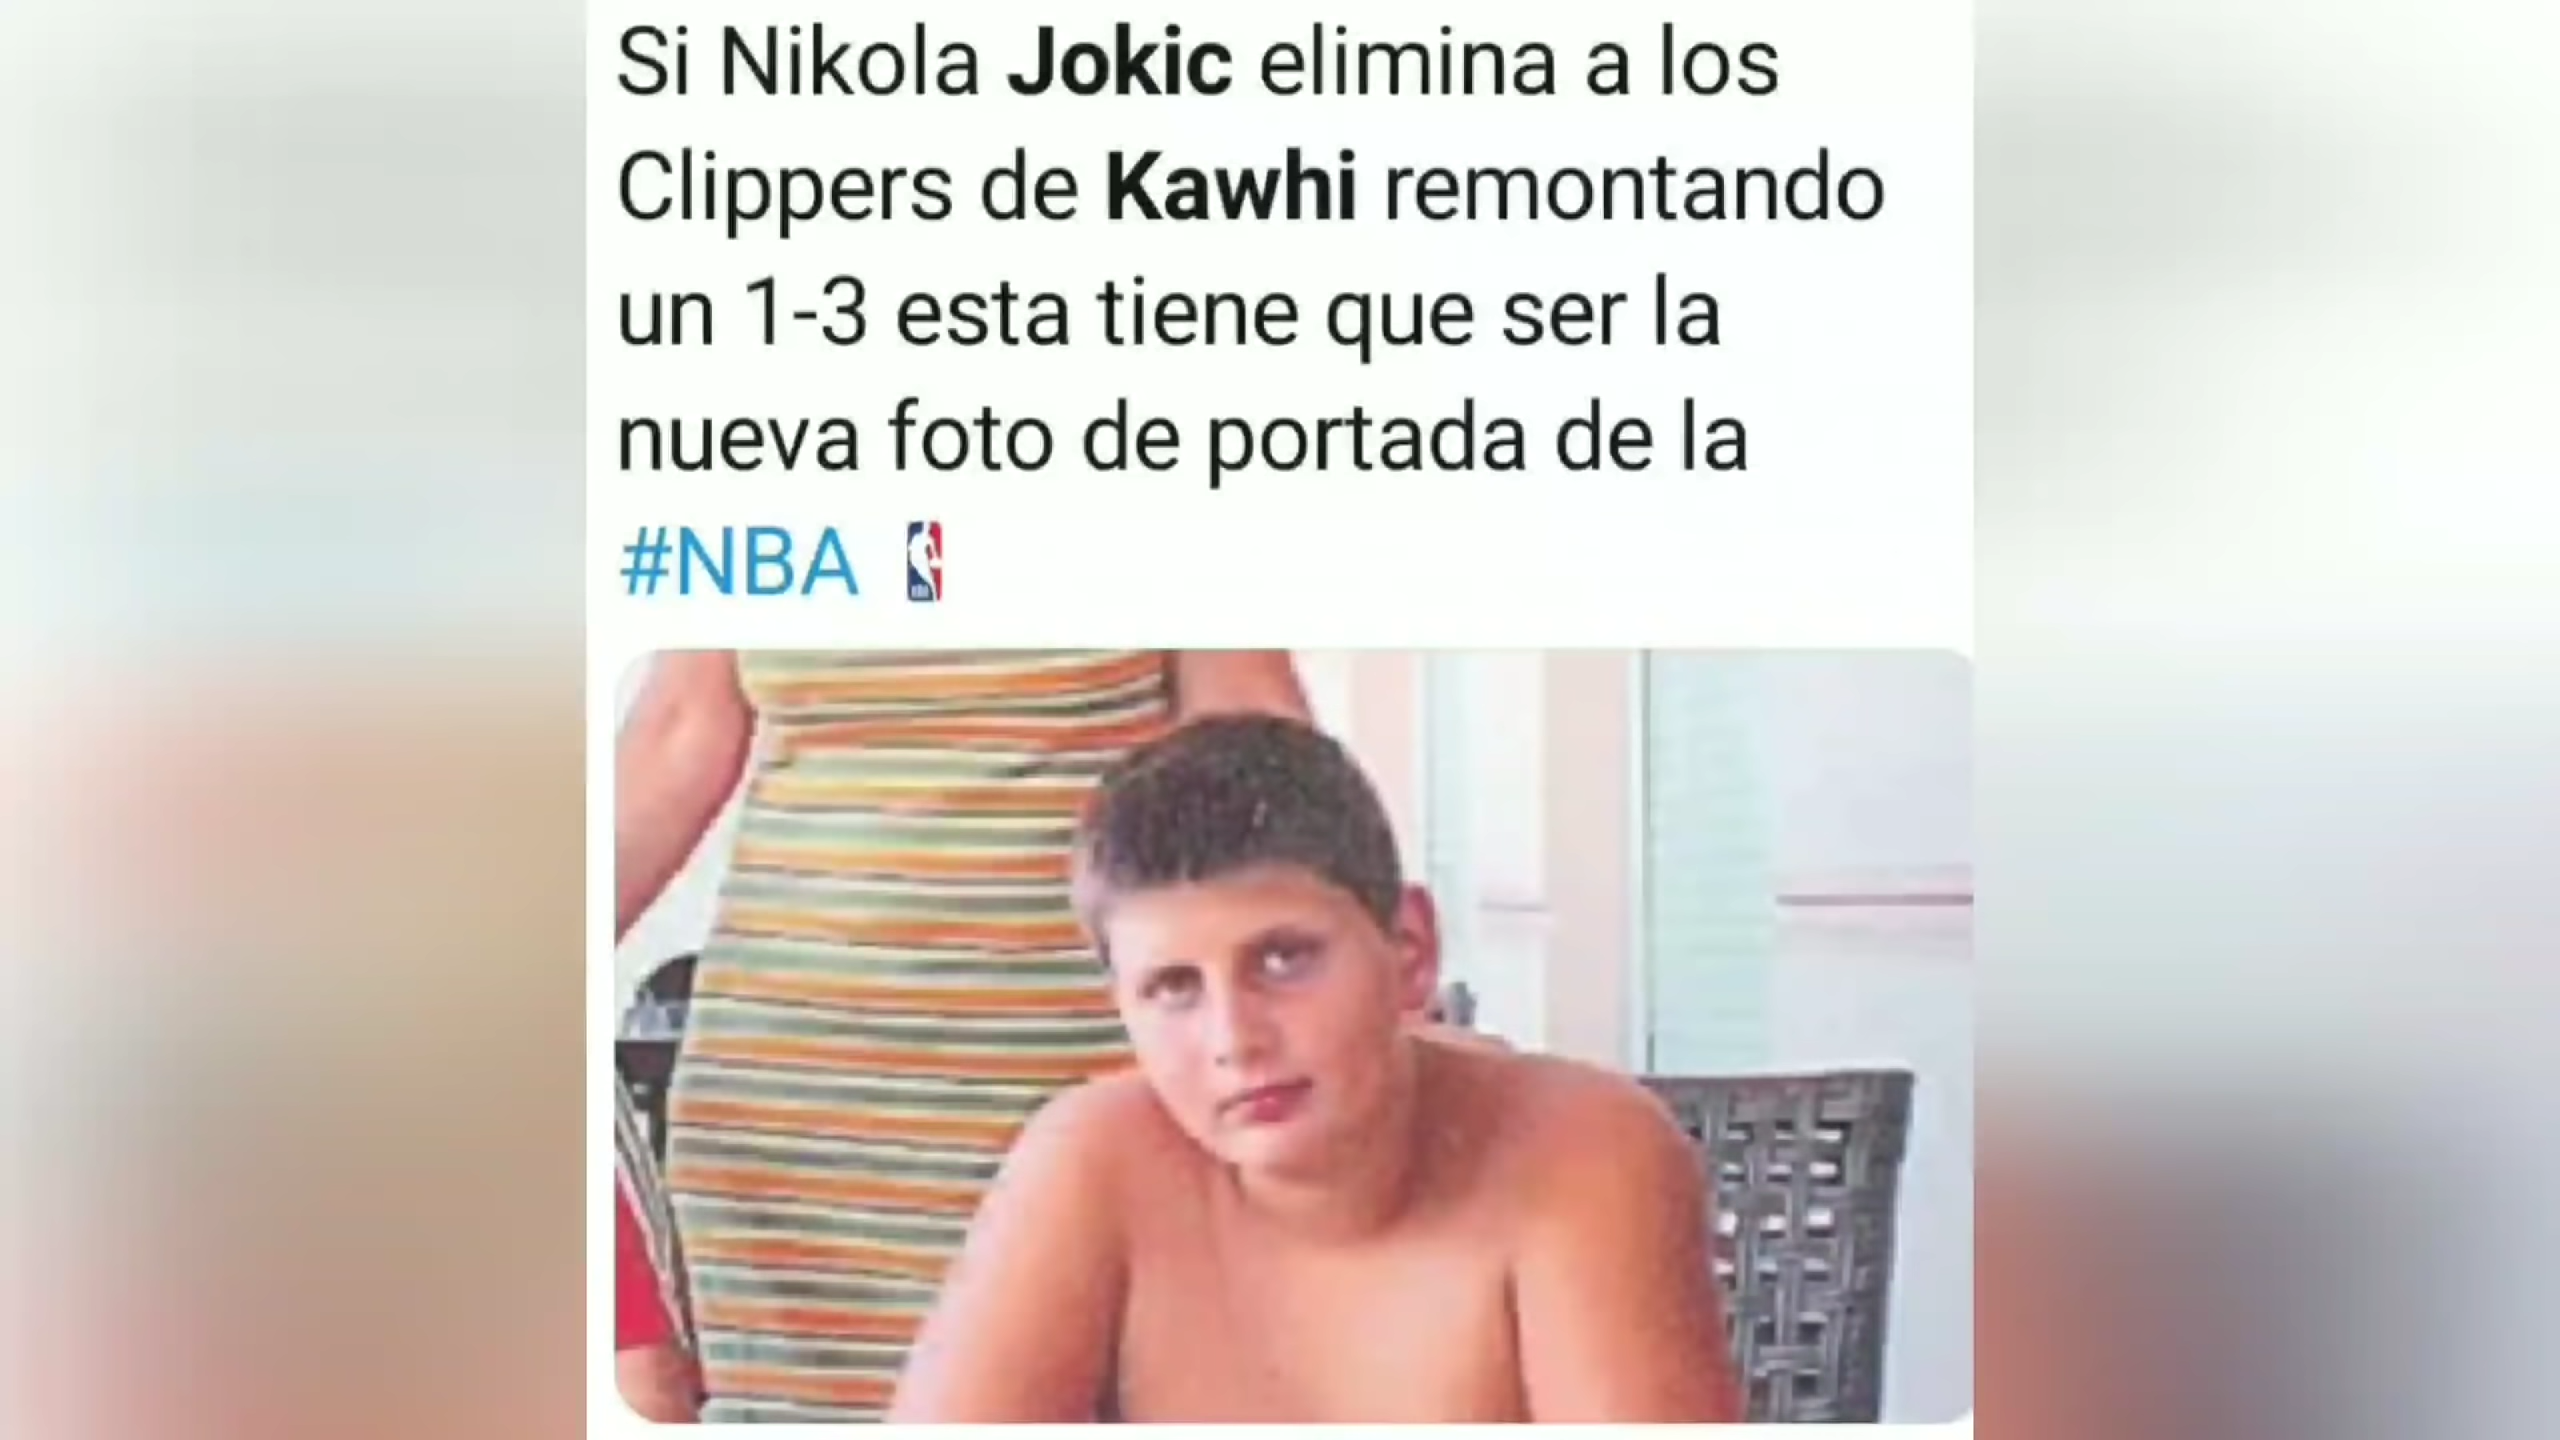 Si Nikola Jokic elimina a los
Clippers de Kawhi remontando
un 1-3 esta tiene que ser la
nueva foto de portada de la
#NBA